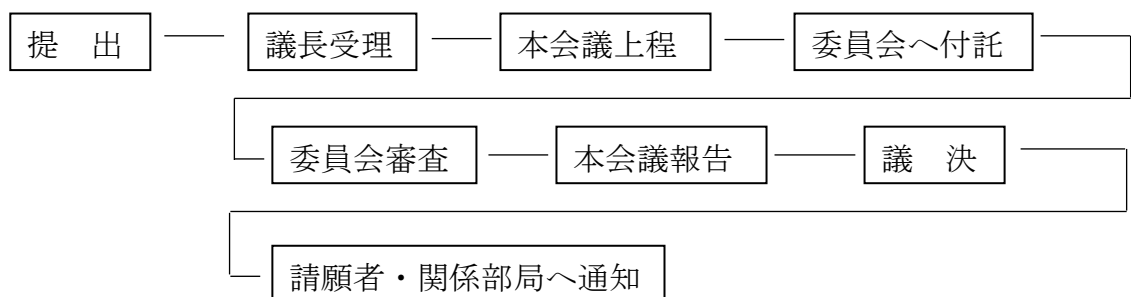 提　出
議長受理
本会議上程
委員会へ付託
委員会審査
本会議報告
議　決
請願者・関係部局へ通知